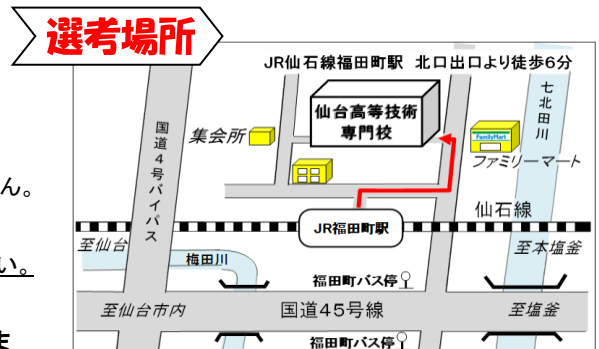 選考場所
JR仙石線福田町駅 北口出口より徒歩6分
仙台高等技術
専門校
七北田川
国道4号バイパス
集会所
FamilyMart
ファミリーマート
ん。
仙石線
JR福田町駅
至仙台
至本塩釜
梅田川
い。
福田町バス停
至仙台市内
国道45号線
至塩釜
福田町バス停
ま